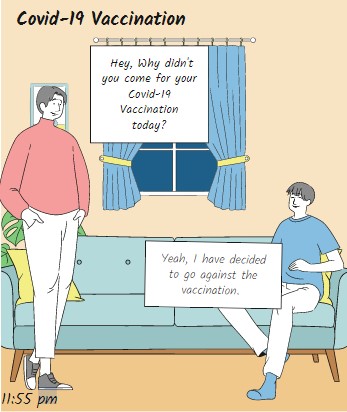 Covid-19 Vaccination
Hey, Why didn't
you come for your
Covid-19
Vaccination
today?
Yeah, I have decided
to go against the
vaccination.
11:55 pm